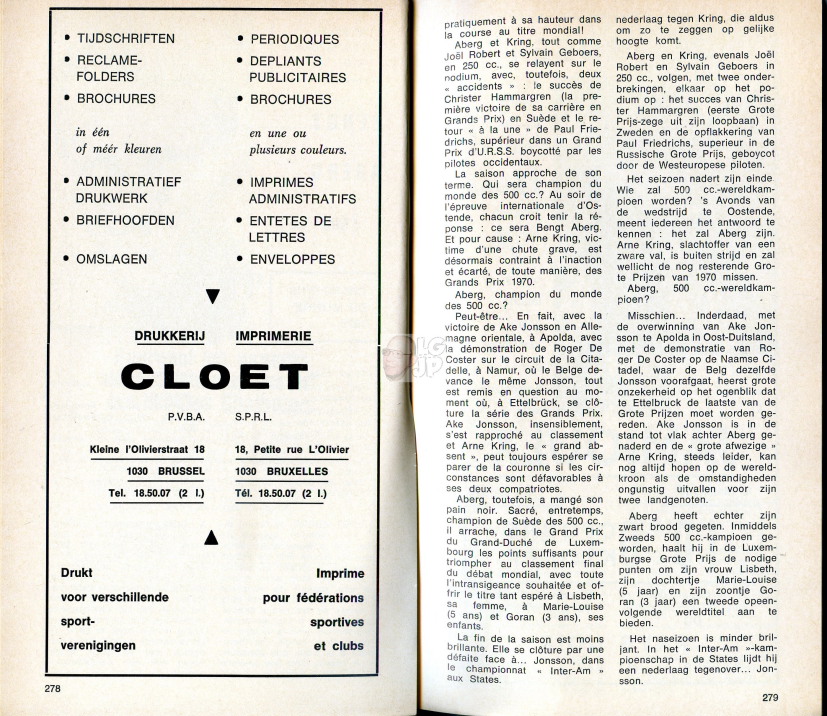 • TIJDSCHRIFTEN
• RECLAME-
FOLDERS
• BROCHURES
in één
of méér kleuren
• ADMINISTRATIEF
DRUKWERK
• BRIEFHOOFDEN
• OMSLAGEN
• PERIODIQUES
• DEPLIANTS
PUBLICITAIRES
• BROCHURES
en une ou
plusieurs couleurs.
• IMPRIMES
ADMINISTRATIFS
• ENTETES DE
LETTRES
• ENVELOPPES
DRUKKERIJ IMPRIMERIE
CLOET
P.V.B.A. S.P.R.L.
Kleine l'Olivierstraat 18
1030 BRUSSEL
Tel. 18.50.07 (2 l.)
18, Petite rue L'Olivier
1030 BRUXELLES
Tél. 18.50.07 (2 l.)
Drukt
voor verschillende
sport-
verenigingen
Imprime
pour fédérations
sportives
et clubs
278
pratiquement à sa hauteur dans
la course au titre mondial!
Aberg et Kring, tout comme
Joël Robert et Sylvain Geboers,
en 250 cc., se relayent sur le
podium, avec, toutefois, deux
« accidents » : le succès de
Christer Hammargren (la pre-
mière victoire de sa carrière en
Grands Prix) en Suède et le re-
tour « à la une » de Paul Frie-
drichs, supérieur dans un Grand
Prix d'U.R.S.S. boycotté par les
pilotes occidentaux.
La saison approche de son
terme. Qui sera champion du
monde des 500 cc.? Au soir de
l'épreuve internationale d'Os-
tende, chacun croit tenir la ré-
ponse : ce sera Bengt Aberg.
Et pour cause : Arne Kring, vic-
time d'une chute grave, est
désormais contraint à l'inaction
et écarté, de toute manière, des
Grands Prix 1970.
Aberg, champion du monde
des 500 cc.?
Peut-être... En fait, avec la
victoire de Ake Jonsson en Alle-
magne orientale, à Apolda, avec
la démonstration de Roger De
Coster sur le circuit de la Cita-
delle, à Namur, où le Belge de-
vance le même Jonsson, tout
est remis en question au mo-
ment où, à Ettelbrück, se clô-
ture la série des Grands Prix.
Ake Jonsson, insensiblement,
s'est rapproché au classement
et Arne Kring, le « grand ab-
sent », peut toujours espérer se
parer de la couronne si les cir-
constances sont défavorables à
ses deux compatriotes.
Aberg, toutefois, a mangé son
pain noir. Sacré, entretemps,
champion de Suède des 500 cc.,
il arrache, dans le Grand Prix
du Grand-Duché de Luxem-
bourg les points suffisants pour
triompher au classement final
du débat mondial, avec toute
l'intransigeance souhaitée et of-
frir le titre tant espéré à Lisbeth,
sa femme, à Marie-Louise
(5 ans) et Goran (3 ans), ses
enfants.
La fin de la saison est moins
brillante. Elle se clôture par une
défaite face à... Jonsson, dans
le championnat « Inter-Am »
aux States.
nederlaag tegen Kring, die aldus
om zo te zeggen op gelijke
hoogte komt.
Aberg en Kring, evenals Joël
Robert en Sylvain Geboers in
250 cc., volgen, met twee onder-
brekingen, elkaar op het po-
dium op : het succes van Chris-
ter Hammargren (eerste Grote
Prijs-zege uit zijn loopbaan) in
Zweden en de opflakkering van
Paul Friedrichs, superieur in de
Russische Grote Prijs, geboycot
door de Westeuropese piloten.
Het seizoen nadert zijn einde.
Wie zal 500 cc.-wereldkam-
pioen worden? 's Avonds van
de wedstrijd te Oostende,
meent iedereen het antwoord te
kennen : het zal Aberg zijn.
Arne Kring, slachtoffer van een
zware val, is buiten strijd en zal
wellicht de nog resterende Gro-
te Prijzen van 1970 missen.
Aberg, 500 cc.-wereldkam-
pioen?
Misschien... Inderdaad, met
de overwinning van Ake Jon-
sson te Apolda in Oost-Duitsland,
met de demonstratie van Ro-
ger De Coster op de Naamse Ci-
tadel, waar de Belg dezelfde
Jonsson voorafgaat, heerst grote
onzekerheid op het ogenblik dat
te Ettelbruck de laatste van de
Grote Prijzen moet worden ge-
reden. Ake Jonsson is in de
stand tot vlak achter Aberg ge-
naderd en de « grote afwezige »
Arne Kring, steeds leider, kan
nog altijd hopen op de wereld-
kroon als de omstandigheden
ongunstig uitvallen voor zijn
twee landgenoten.
Aberg heeft echter zijn
zwart brood gegeten. Inmiddels
Zweeds 500 cc.-kampioen ge-
worden, haalt hij in de Luxem-
burgse Grote Prijs de nodige
punten om zijn vrouw Lisbeth,
zijn dochtertje Marie-Louise
(5 jaar) en zijn zoontje Go-
ran (3 jaar) een tweede opeen-
volgende wereldtitel aan te
bieden.
Het naseizoen is minder bril-
jant. In het « Inter-Am »-kam-
pioenschap in de States lijdt hij
een nederlaag tegenover... Jon-
sson.
279
LG
JP